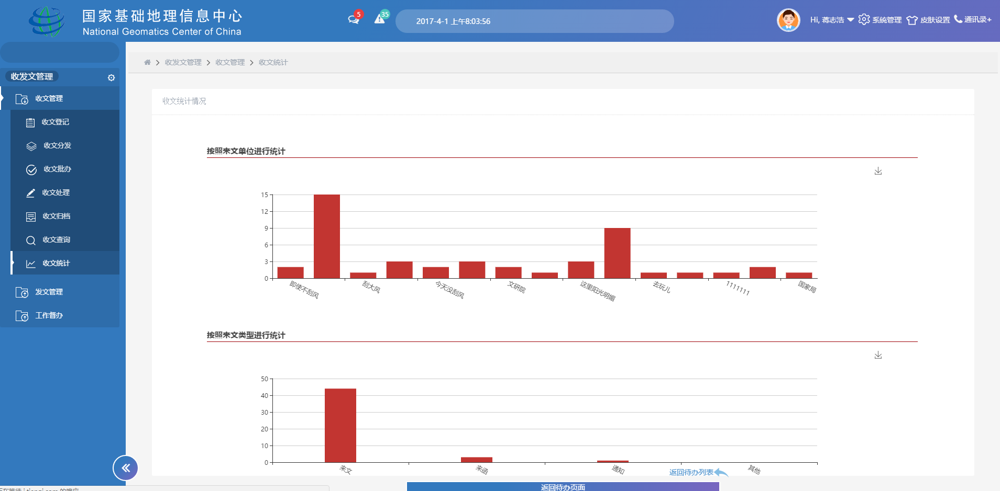 国家基础地理信息中心
National Geomatics Center of China
5
35
2017-4-1 上午8:03:56
Hi, 蒋志浩
系统管理
皮肤设置
通讯录+
收发文管理
收文管理
收文登记
收文分发
收文批办
收文处理
收文归档
收文查询
收文统计
发文管理
工作督办
收发文管理 收文管理 收文统计
收文统计情况
按照来文单位进行统计
15
12
9
6
3
0
即使不刮风 刮大风 今天没刮风 文研院 这里阳光明媚 去玩儿 1111111 国家局
按照来文类型进行统计
50
40
30
20
10
0
来文 来函 通知 其他
返回待办列表
返回待办页面